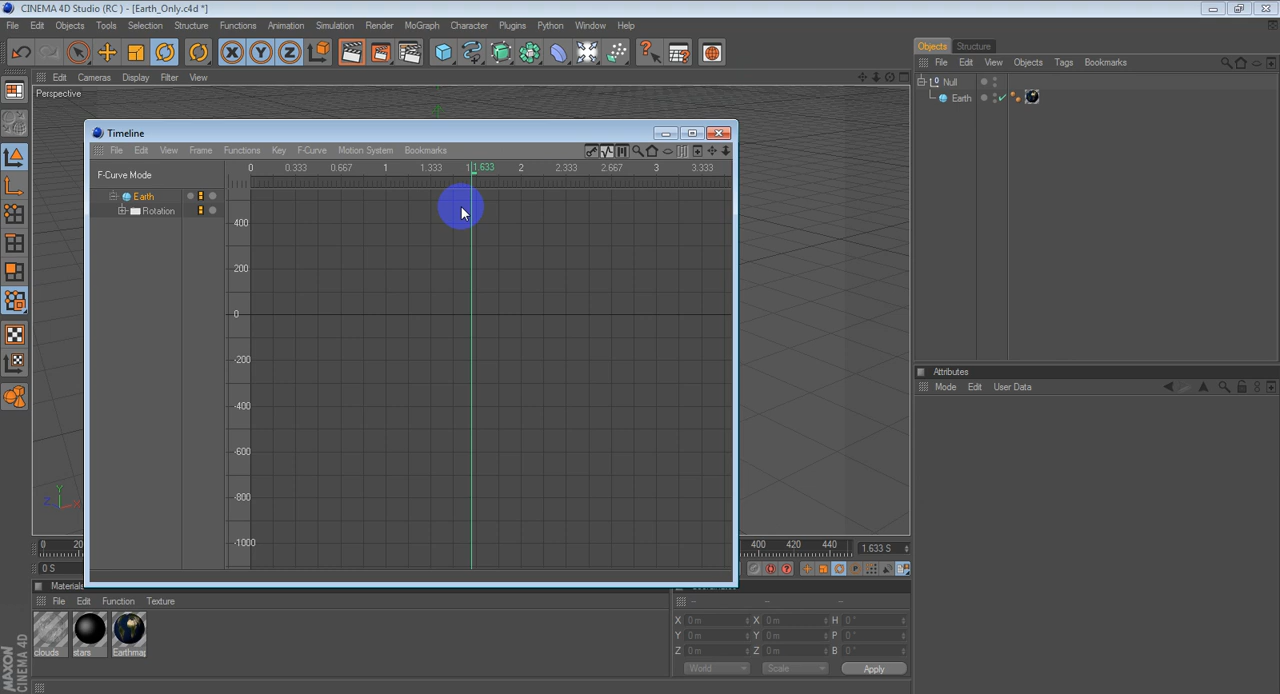 CINEMA 4D Studio (RC ) - [Earth_Only.c4d *]
File Edit Objects Tools Selection Structure Functions Animation Simulation Render MoGraph Character Plugins Python Window Help
Objects Structure
File Edit View Objects Tags Bookmarks
Null
Earth
Edit Cameras Display Filter View
Perspective
Timeline
File Edit View Frame Functions Key F-Curve Motion System Bookmarks
0 0.333 0.667 1 1.333 1.633 2 2.333 2.667 3 3.333
F-Curve Mode
Earth
Rotation
400
200
0
-200
-400
-600
-800
-1000
Attributes
Mode Edit User Data
Y
Z X
0 20 400 420 440 1.633 S
0 S
Materials
File Edit Function Texture
clouds stars Earthmap
-- -- --
X 0 m X 0 m H 0 °
Y 0 m Y 0 m P 0 °
Z 0 m Z 0 m B 0 °
World Scale Apply
MAXON
CINEMA 4D